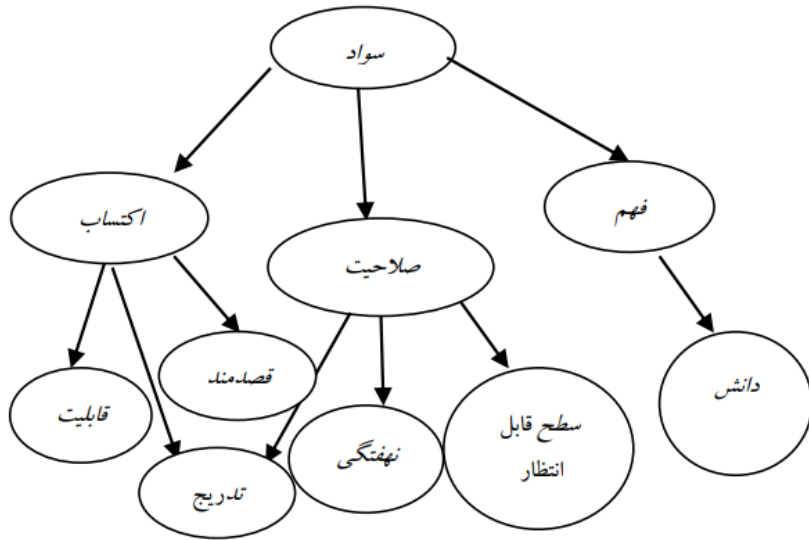 سواد
فهم
صلاحیت
اکتساب
دانش
سطح قابل
انتظار
نهفتگی
قصدمند
تدریج
قابلیت